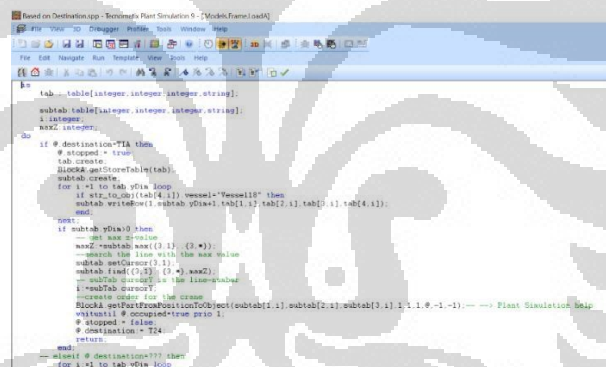 Based on Destination.spp - Tecnomatix Plant Simulation 9 - [.Models.Frame.LoadA]
File View 3D Debugger Profiler Tools Window Help
File Edit Navigate Run Template View Tools Help
is
tab : table[integer,integer,integer,string];
subtab:table[integer,integer,integer,string];
i:integer;
maxZ:integer;
do
if @.destination=TIA then
@.stopped:= true;
tab.create;
BlockA.getStoreTable(tab);
subtab.create;
for i:=1 to tab.yDim loop
if str_to_obj(tab[4,i]).vessel="Vessel18" then
subtab.writeRow(1,subtab.yDim+1,tab[1,i],tab[2,i],tab[3,i],tab[4,i]);
end;
next;
if subtab.yDim>0 then
-- get max z-value
maxZ:=subtab.max({3,1}..{3,*});
--search the line with the max value
subtab.setCursor(3,1);
subtab.find({3,1}..{3,*},maxZ);
-- subTab.cursorY is the line-number
i:=subTab.cursorY;
--create order for the crane
BlockA.getPartFromPositionToObject(subtab[1,i],subtab[2,i],subtab[3,i],1,1,1,@,-1,-1);-- --> Plant Simulation help
waituntil @.occupied=true prio 1;
@.stopped:= false;
@.destination:= T24;
return;
end;
-- elseif @.destination=??? then
for i:=1 to tab.yDim loop